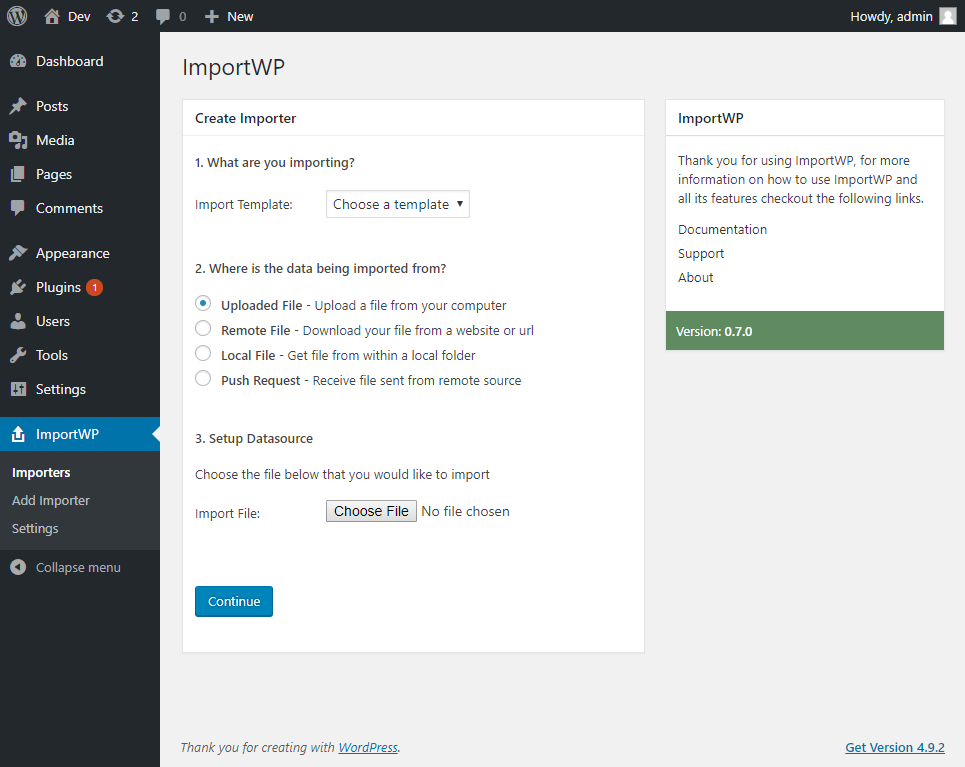 Dev 2 0 New Howdy, admin
Dashboard
Posts
Media
Pages
Comments
Appearance
Plugins 1
Users
Tools
Settings
ImportWP
Importers
Add Importer
Settings
Collapse menu
ImportWP
Create Importer
1. What are you importing?
Import Template: Choose a template
2. Where is the data being imported from?
Uploaded File - Upload a file from your computer
Remote File - Download your file from a website or url
Local File - Get file from within a local folder
Push Request - Receive file sent from remote source
3. Setup Datasource
Choose the file below that you would like to import
Import File: Choose File No file chosen
Continue
ImportWP
Thank you for using ImportWP, for more
information on how to use ImportWP and
all its features checkout the following links.
Documentation
Support
About
Version: 0.7.0
Thank you for creating with WordPress.
Get Version 4.9.2